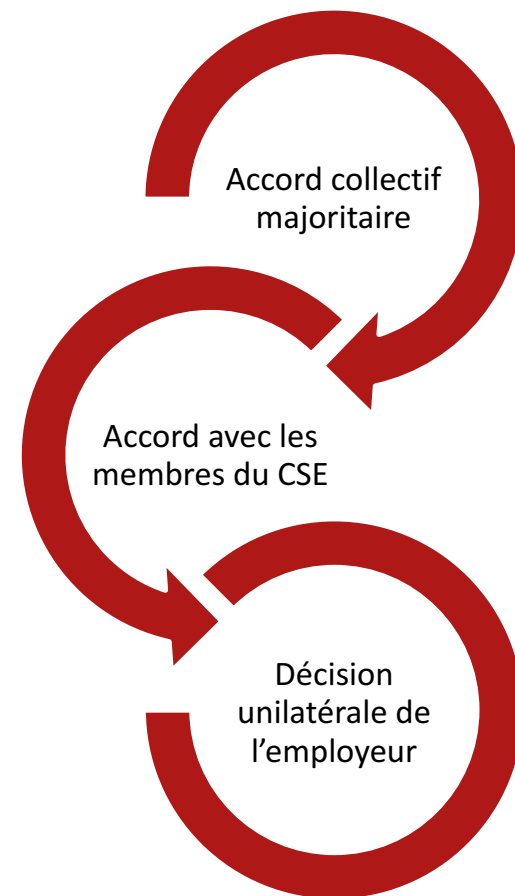 Accord collectif
majoritaire
Accord avec les
membres du CSE
Décision
unilatérale de
l’employeur